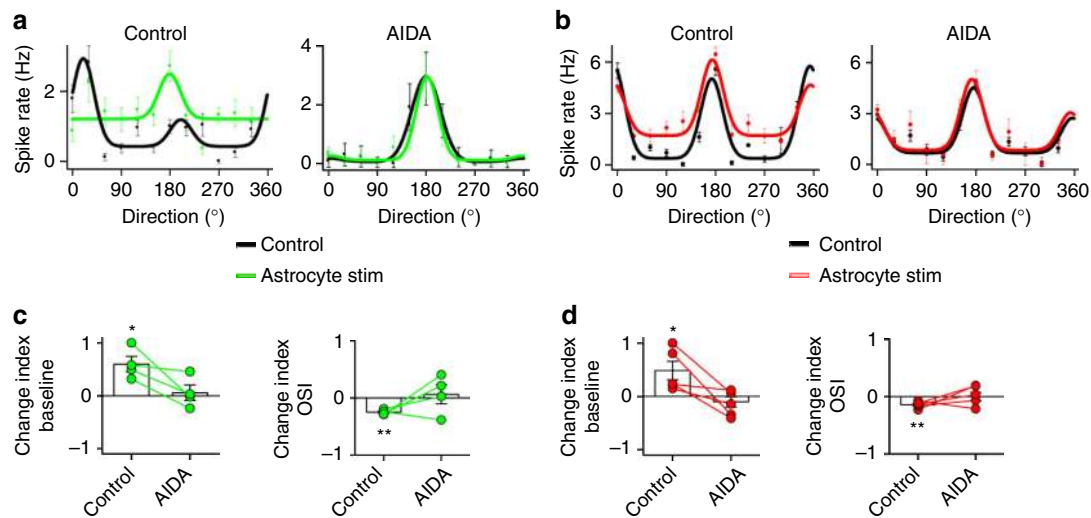 a
Control
AIDA
Spike rate (Hz)
2
0
0 90 180 270 360
Direction (°)
4
2
0
0 90 180 270 360
Direction (°)
Control
Astrocyte stim
b
Control
AIDA
Spike rate (Hz)
6
3
0
0 90 180 270 360
Direction (°)
6
3
0
0 90 180 270 360
Direction (°)
Control
Astrocyte stim
c
Change index
baseline
1
0
–1
*
Control
AIDA
Change index
OSI
1
0
–1
**
Control
AIDA
d
Change index
baseline
1
0
–1
*
Control
AIDA
Change index
OSI
1
0
–1
**
Control
AIDA